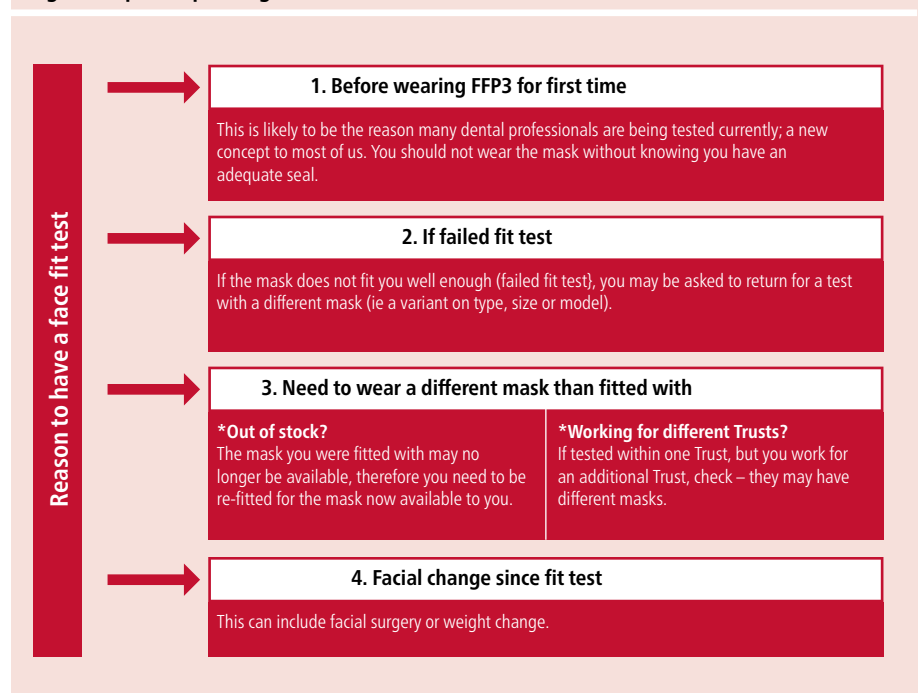 Reason to have a face fit test
1. Before wearing FFP3 for first time
This is likely to be the reason many dental professionals are being tested currently; a new
concept to most of us. You should not wear the mask without knowing you have an
adequate seal.
2. If failed fit test
If the mask does not fit you well enough (failed fit test}, you may be asked to return for a test
with a different mask (ie a variant on type, size or model).
3. Need to wear a different mask than fitted with
*Out of stock?
The mask you were fitted with may no
longer be available, therefore you need to be
re-fitted for the mask now available to you.
*Working for different Trusts?
If tested within one Trust, but you work for
an additional Trust, check – they may have
different masks.
4. Facial change since fit test
This can include facial surgery or weight change.